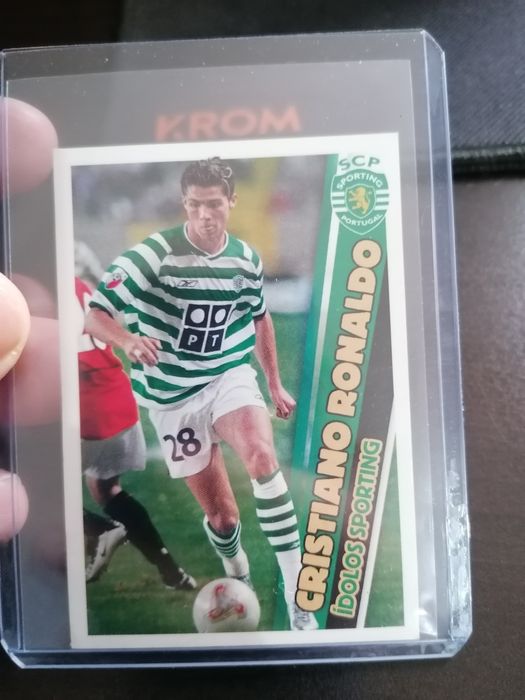 KROM
SCP
SPORTING
PORTUGAL
PT
28
CRISTIANO RONALDO
ÍDOLOS SPORTING